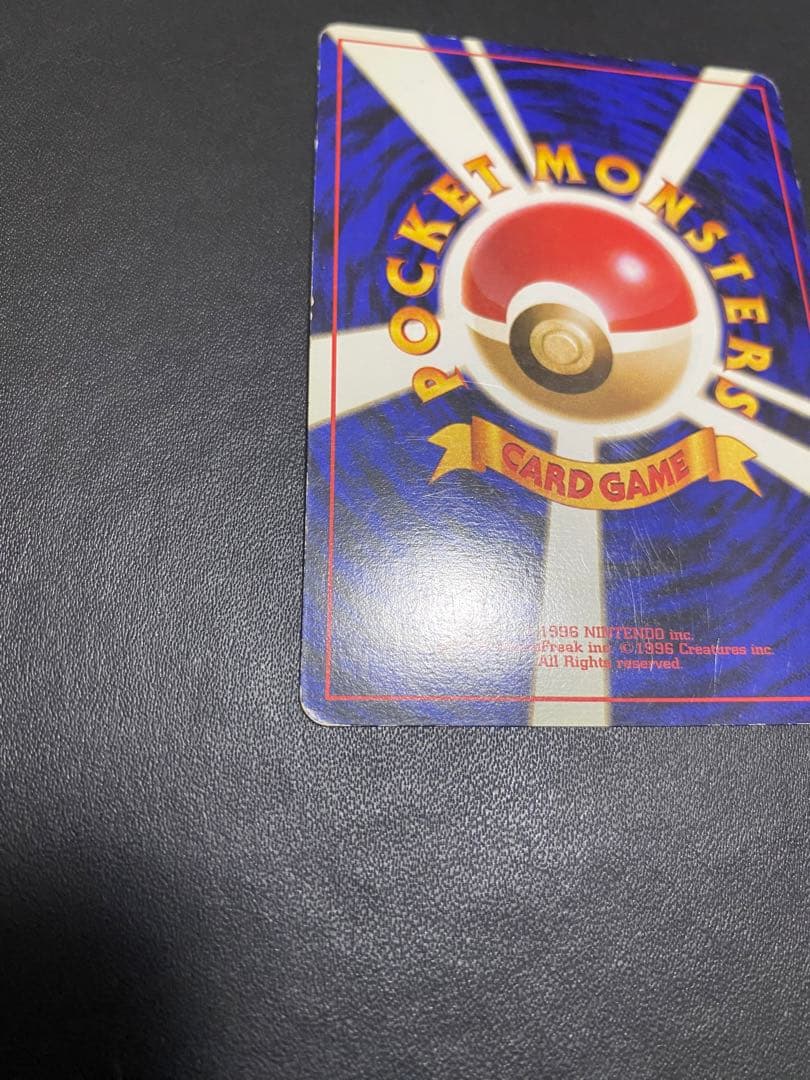 POCKET MONSTERS
CARD GAME
1996 NINTENDO inc.
Freak inc. ©1996 Creatures inc.
All Rights reserved.